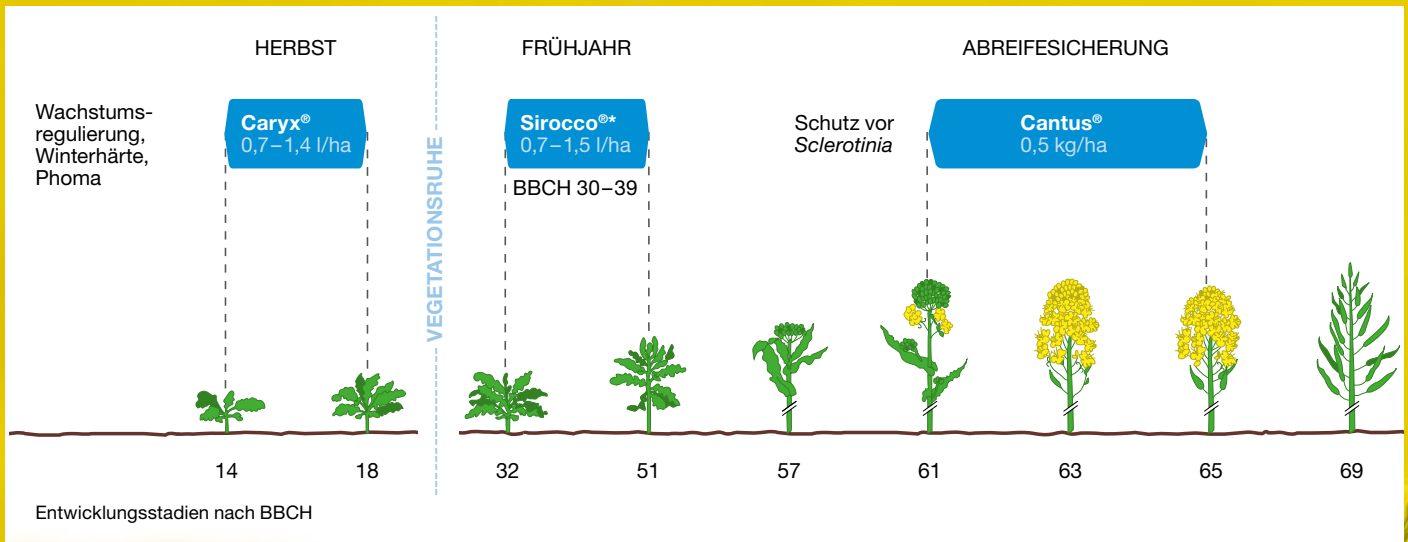 HERBST
FRÜHJAHR
ABREIFESICHERUNG
Wachstums-
regulierung,
Winterhärte,
Phoma
Caryx®
0,7–1,4 l/ha
VEGETATIONSRUHE
Sirocco®*
0,7–1,5 l/ha
BBCH 30–39
Schutz vor
Sclerotinia
Cantus®
0,5 kg/ha
14 18 32 51 57 61 63 65 69
Entwicklungsstadien nach BBCH